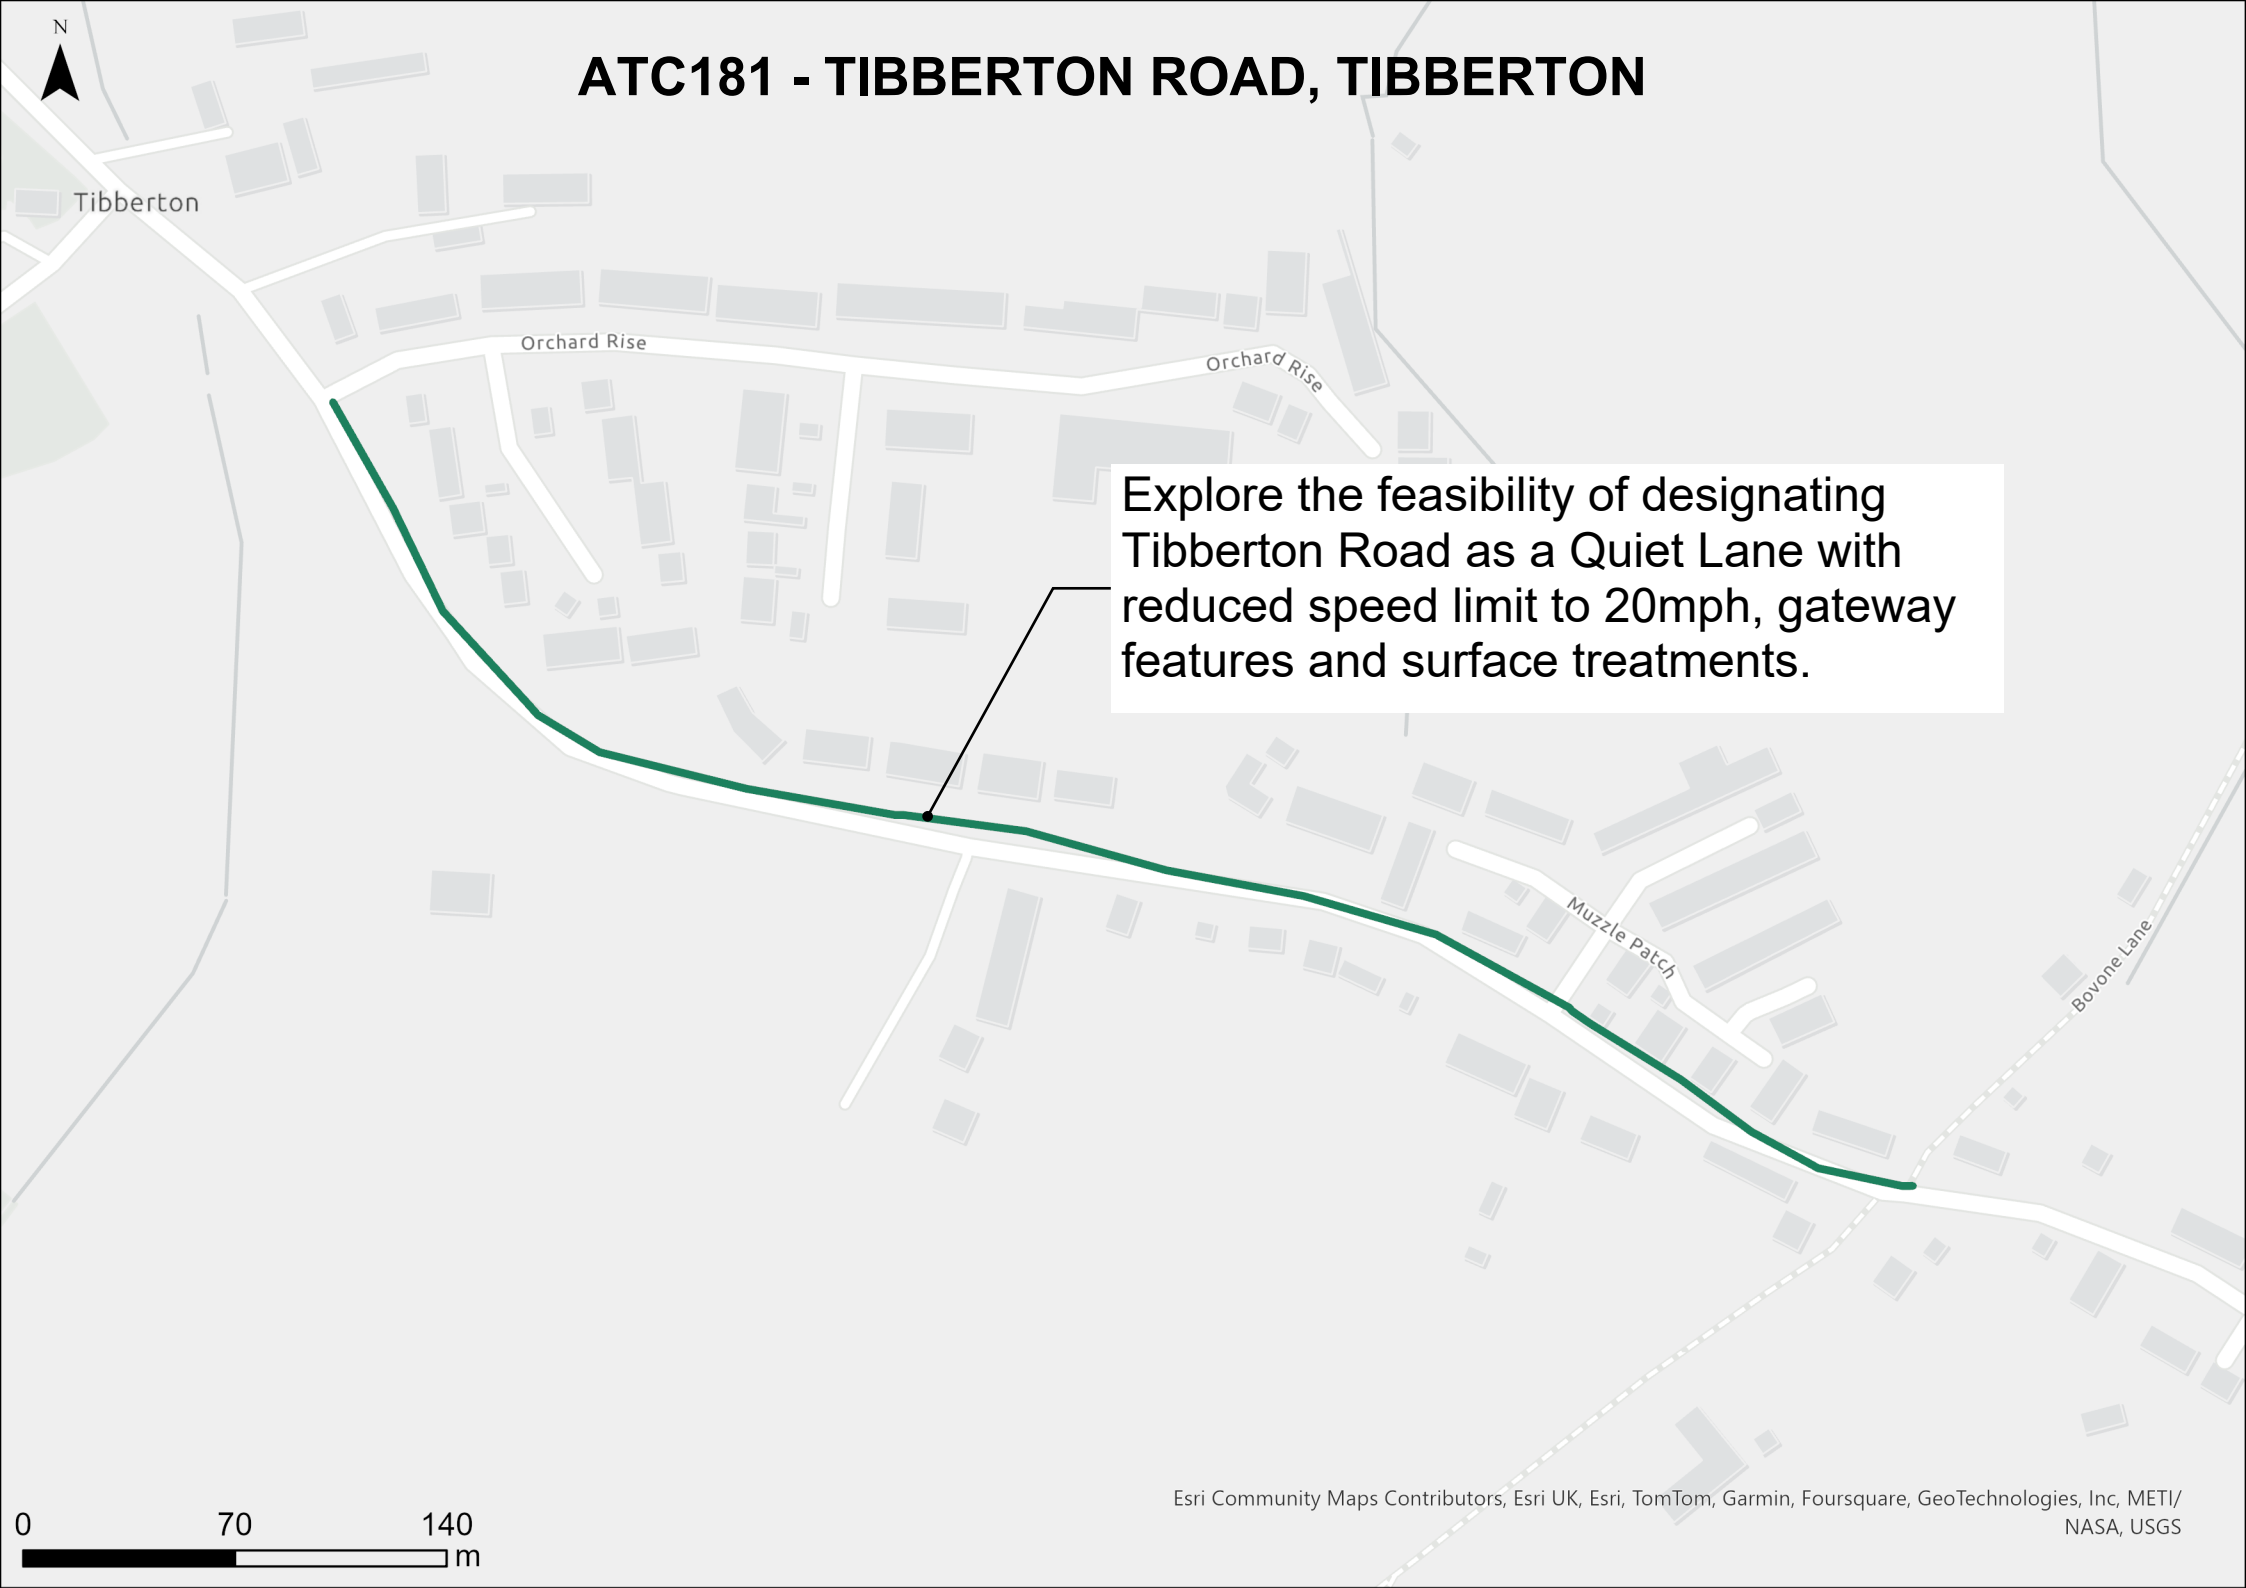 N
ATC181 - TIBBERTON ROAD, TIBBERTON
Tibberton
Orchard Rise
Orchard Rise
Explore the feasibility of designating
Tibberton Road as a Quiet Lane with
reduced speed limit to 20mph, gateway
features and surface treatments.
Muzzle Patch
Bovone Lane
Esri Community Maps Contributors, Esri UK, Esri, TomTom, Garmin, Foursquare, GeoTechnologies, Inc, METI/
NASA, USGS
0 70 140
m